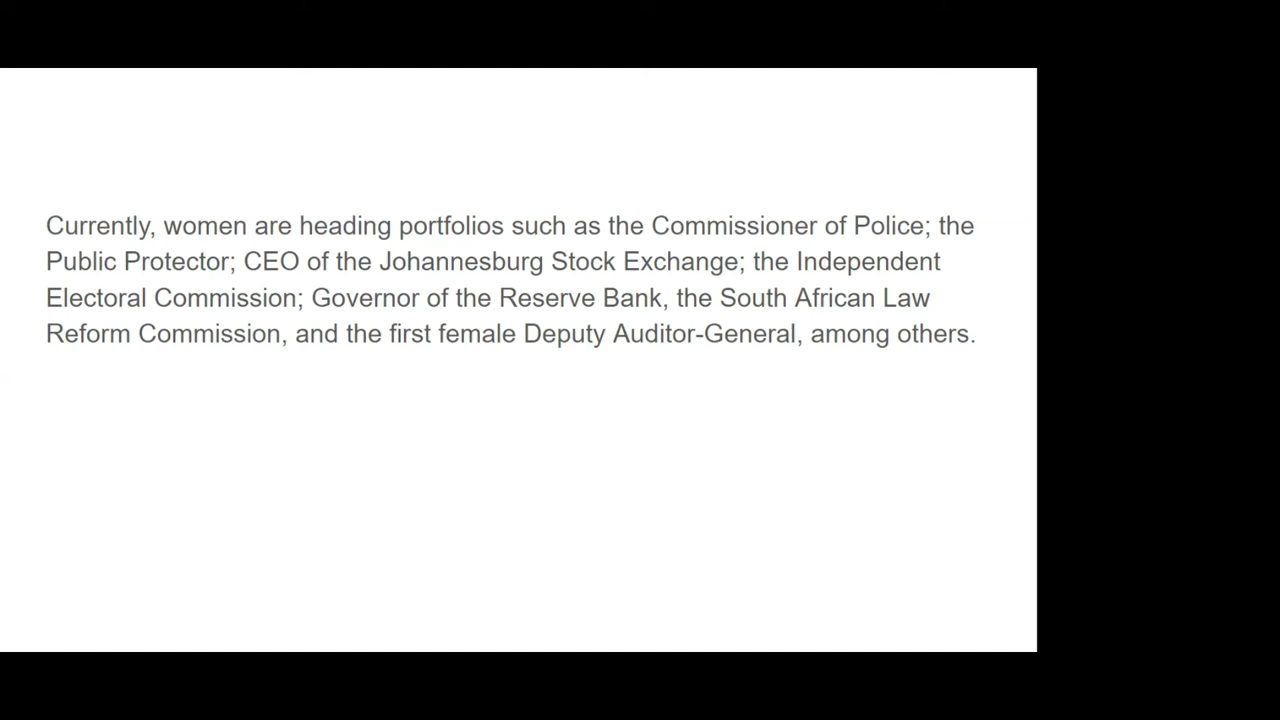 Currently, women are heading portfolios such as the Commissioner of Police; the
Public Protector; CEO of the Johannesburg Stock Exchange; the Independent
Electoral Commission; Governor of the Reserve Bank, the South African Law
Reform Commission, and the first female Deputy Auditor-General, among others.